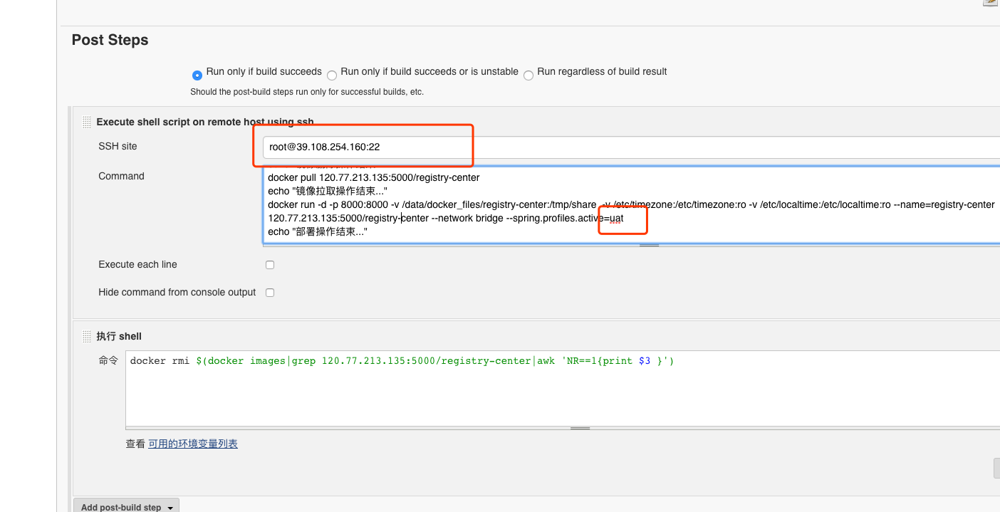 Post Steps
Run only if build succeeds Run only if build succeeds or is unstable Run regardless of build result
Should the post-build steps run only for successful builds, etc.
Execute shell script on remote host using ssh
SSH site
root@39.108.254.160:22
Command
docker pull 120.77.213.135:5000/registry-center
echo "镜像拉取操作结束..."
docker run -d -p 8000:8000 -v /data/docker_files/registry-center:/tmp/share -v /etc/timezone:/etc/timezone:ro -v /etc/localtime:/etc/localtime:ro --name=registry-center
120.77.213.135:5000/registry-center --network bridge --spring.profiles.active=uat
echo "部署操作结束..."
Execute each line
Hide command from console output
执行 shell
命令
docker rmi $(docker images|grep 120.77.213.135:5000/registry-center|awk 'NR==1{print $3 }')
查看 可用的环境变量列表
Add post-build step